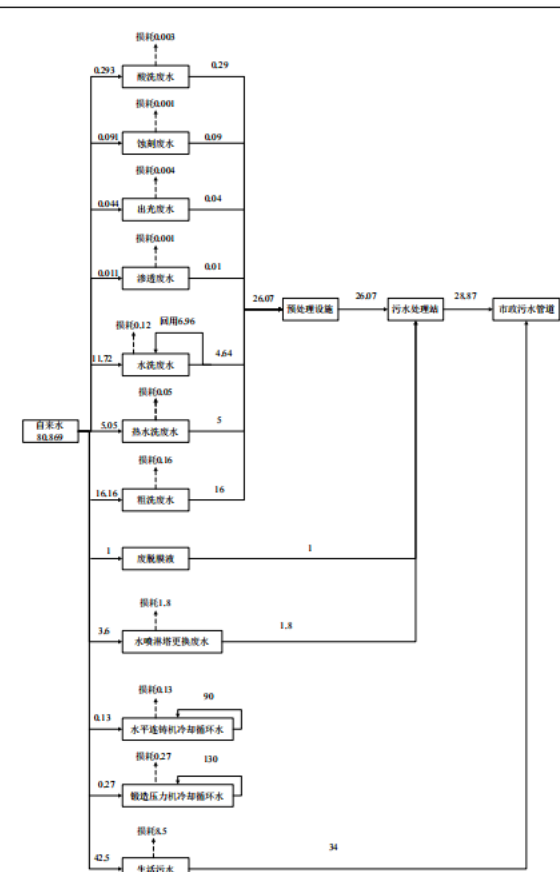 损耗0.003
0.293
酸洗废水
0.29
损耗0.001
0.091
蚀刻废水
0.09
损耗0.004
0.044
出光废水
0.04
损耗0.001
0.011
渗透废水
0.01
26.07
预处理设施
26.07
污水处理站
28.87
市政污水管道
损耗0.12
回用6.96
11.72
水洗废水
4.64
损耗0.05
自来水
80.869
5.05
热水洗废水
5
损耗0.16
16.16
粗洗废水
16
1
废脱膜液
1
损耗1.8
3.6
水喷淋塔更换废水
1.8
损耗0.13
90
0.13
水平连铸机冷却循环水
损耗0.27
130
0.27
锻造压力机冷却循环水
损耗8.5
42.5
生活污水
34